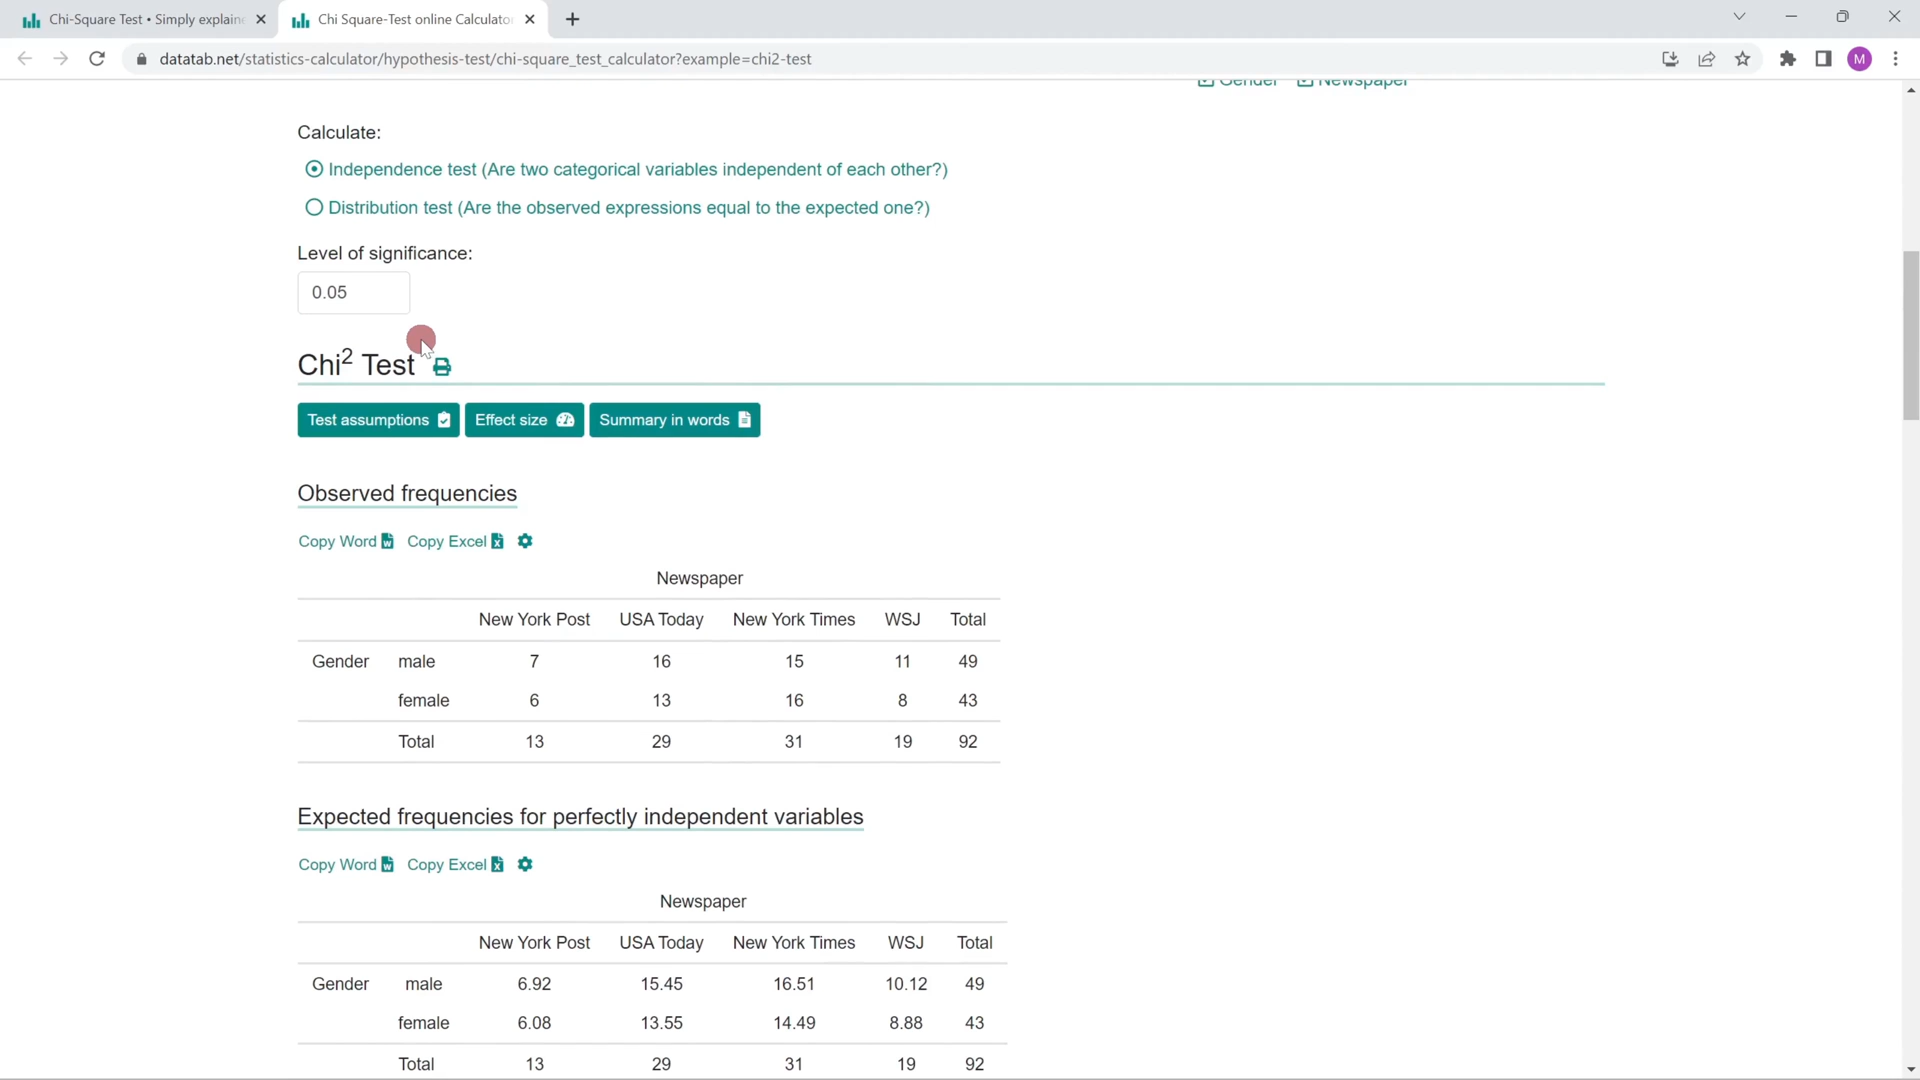 Chi-Square Test • Simply explaine
Chi Square-Test online Calculato
datatab.net/statistics-calculator/hypothesis-test/chi-square_test_calculator?example=chi2-test
M
Gender Newspaper
Calculate:
Independence test (Are two categorical variables independent of each other?)
Distribution test (Are the observed expressions equal to the expected one?)
Level of significance:
0.05
Chi² Test
Test assumptions Effect size Summary in words
Observed frequencies
Copy Word Copy Excel
Newspaper
New York Post USA Today New York Times WSJ Total
Gender male 7 16 15 11 49
female 6 13 16 8 43
Total 13 29 31 19 92
Expected frequencies for perfectly independent variables
Copy Word Copy Excel
Newspaper
New York Post USA Today New York Times WSJ Total
Gender male 6.92 15.45 16.51 10.12 49
female 6.08 13.55 14.49 8.88 43
Total 13 29 31 19 92